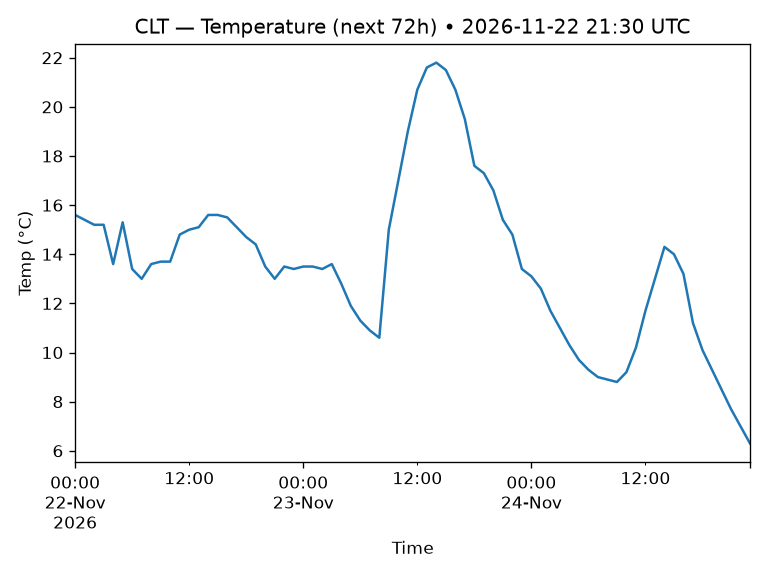 CLT — Temperature (next 72h) • 2026-11-22 21:30 UTC
Temp (°C)
22
20
18
16
14
12
10
8
6
00:00
22-Nov
2026
12:00
00:00
23-Nov
12:00
00:00
24-Nov
12:00
Time